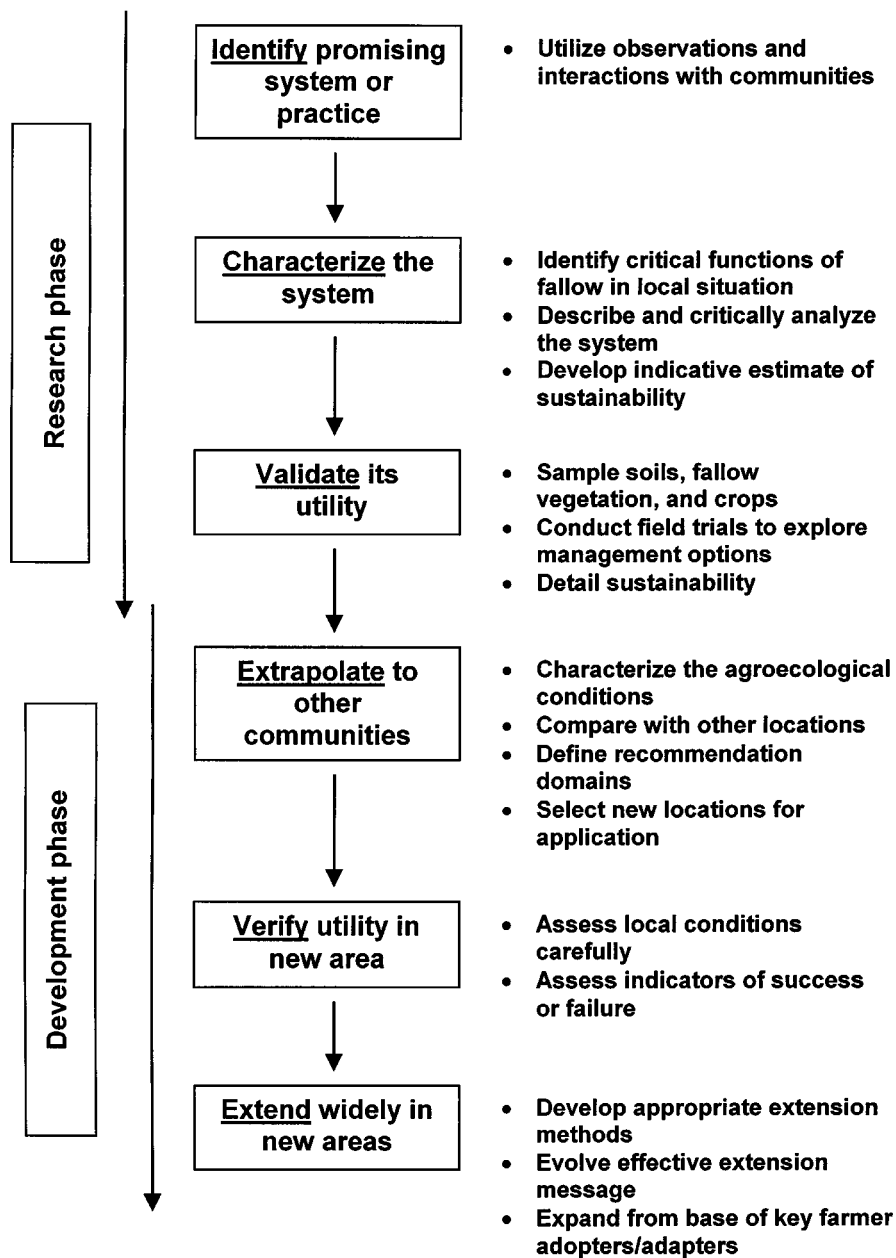 Research phase
Identify promising
system or
practice
• Utilize observations and
interactions with communities
Characterize the
system
• Identify critical functions of
fallow in local situation
• Describe and critically analyze
the system
• Develop indicative estimate of
sustainability
Validate its
utility
• Sample soils, fallow
vegetation, and crops
• Conduct field trials to explore
management options
• Detail sustainability
Development phase
Extrapolate to
other
communities
• Characterize the agroecological
conditions
• Compare with other locations
• Define recommendation
domains
• Select new locations for
application
Verify utility in
new area
• Assess local conditions
carefully
• Assess indicators of success
or failure
Extend widely in
new areas
• Develop appropriate extension
methods
• Evolve effective extension
message
• Expand from base of key farmer
adopters/adapters